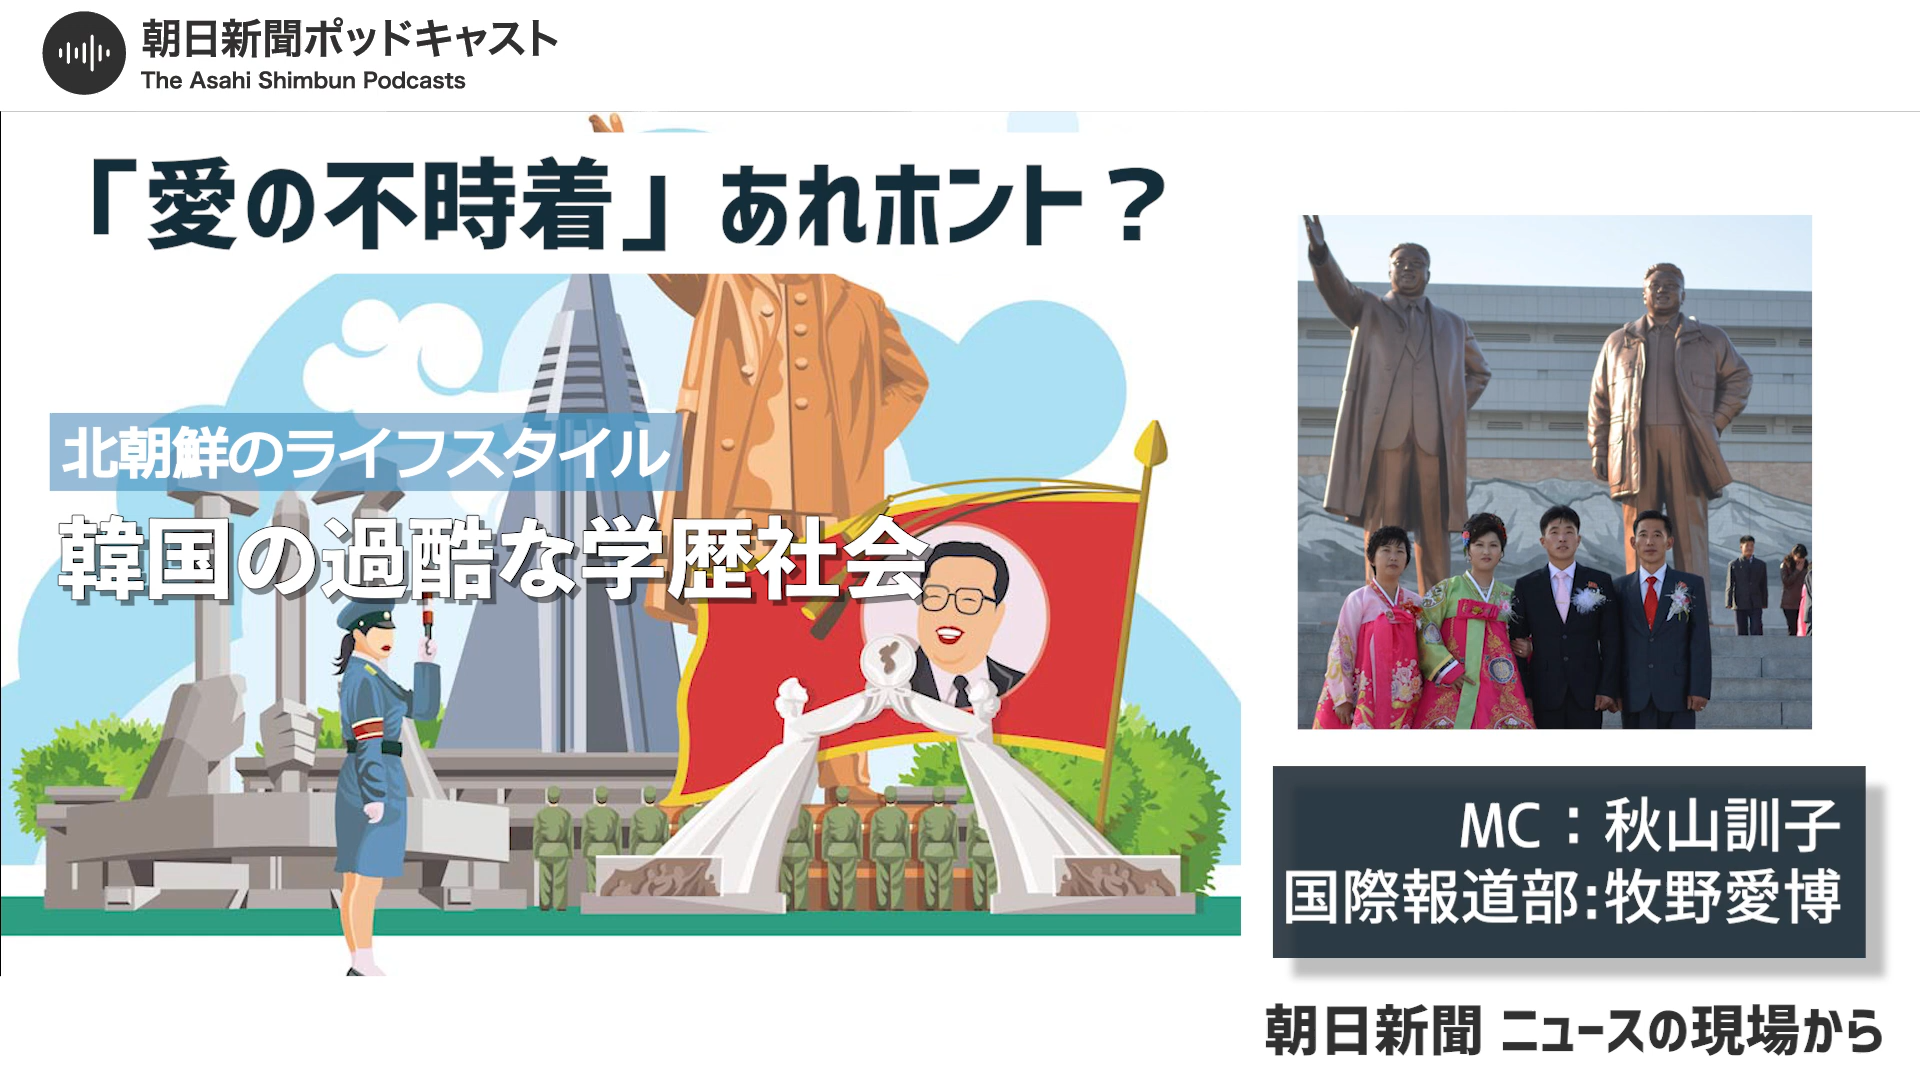 朝日新聞ポッドキャスト
The Asahi Shimbun Podcasts
「愛の不時着」あれホント?
北朝鮮のライフスタイル
韓国の過酷な学歴社会
MC:秋山訓子
国際報道部:牧野愛博
朝日新聞 ニュースの現場から